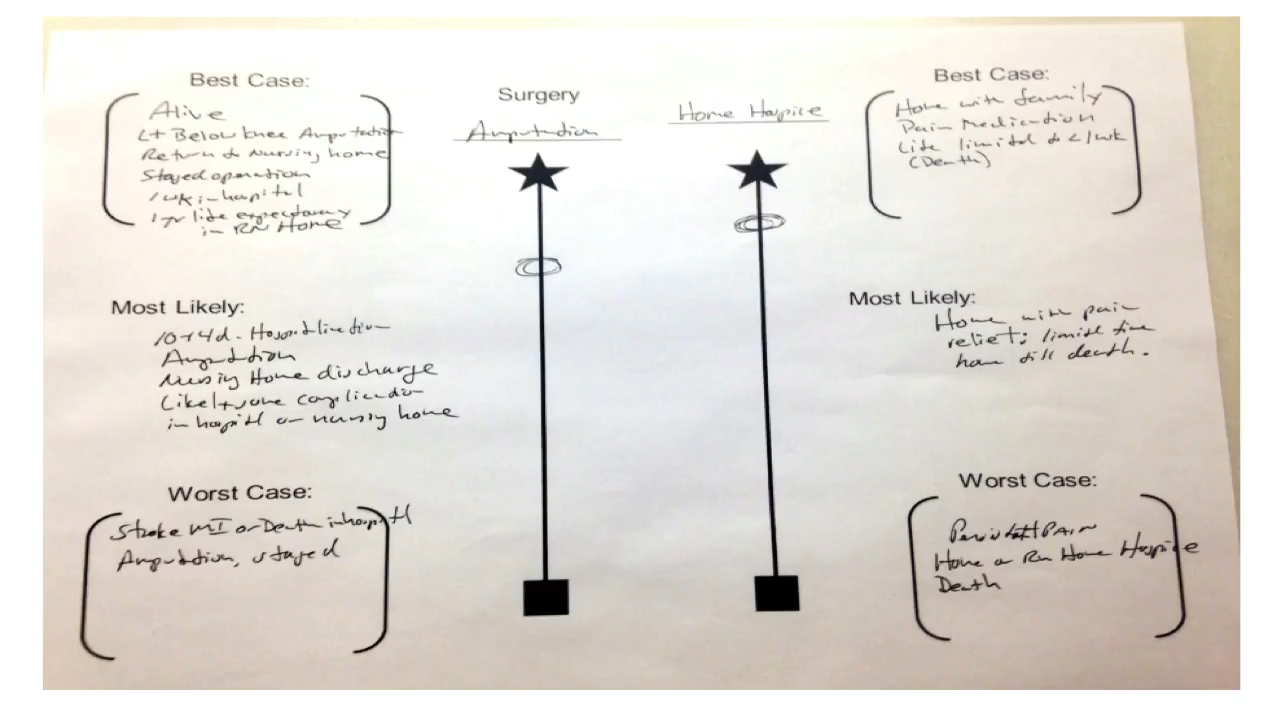 Best Case:
Alive
Lt Below knee Amputation
Return to Nursing home
Staged operation
1 wk in hospital
1 yr life expectancy
in RN Home
Most Likely:
10-14d. Hospitalization
Amputation
Nursing Home discharge
Likely some complication
in hospital or nursing home
Worst Case:
Stroke MI or Death in hospital
Amputation, staged
Surgery
Amputation
Home Hospice
Best Case:
Home with family
Pain Medication
Life limited to <1wk
(Death)
Most Likely:
Home with pain
relief; limited time
home till death.
Worst Case:
Persistent PAIN
Home or RN Home Hospice
Death